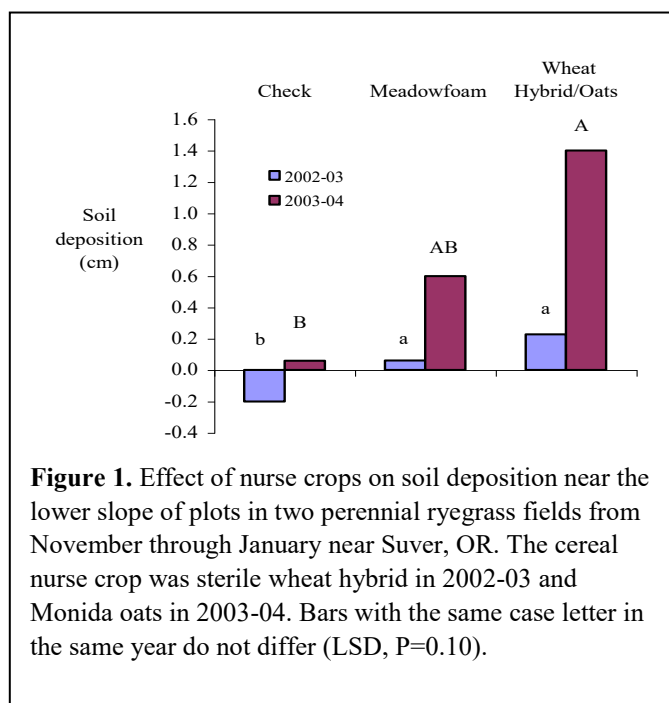 Wheat
Check Meadowfoam Hybrid/Oats
1.6
A
1.4
2002-03
1.2
2003-04
1.0
Soil
deposition
(cm)
AB
0.8
0.6
0.4
b B a a
0.2
0.0
-0.2
-0.4
Figure 1. Effect of nurse crops on soil deposition near the
lower slope of plots in two perennial ryegrass fields from
November through January near Suver, OR. The cereal
nurse crop was sterile wheat hybrid in 2002-03 and
Monida oats in 2003-04. Bars with the same case letter in
the same year do not differ (LSD, P=0.10).